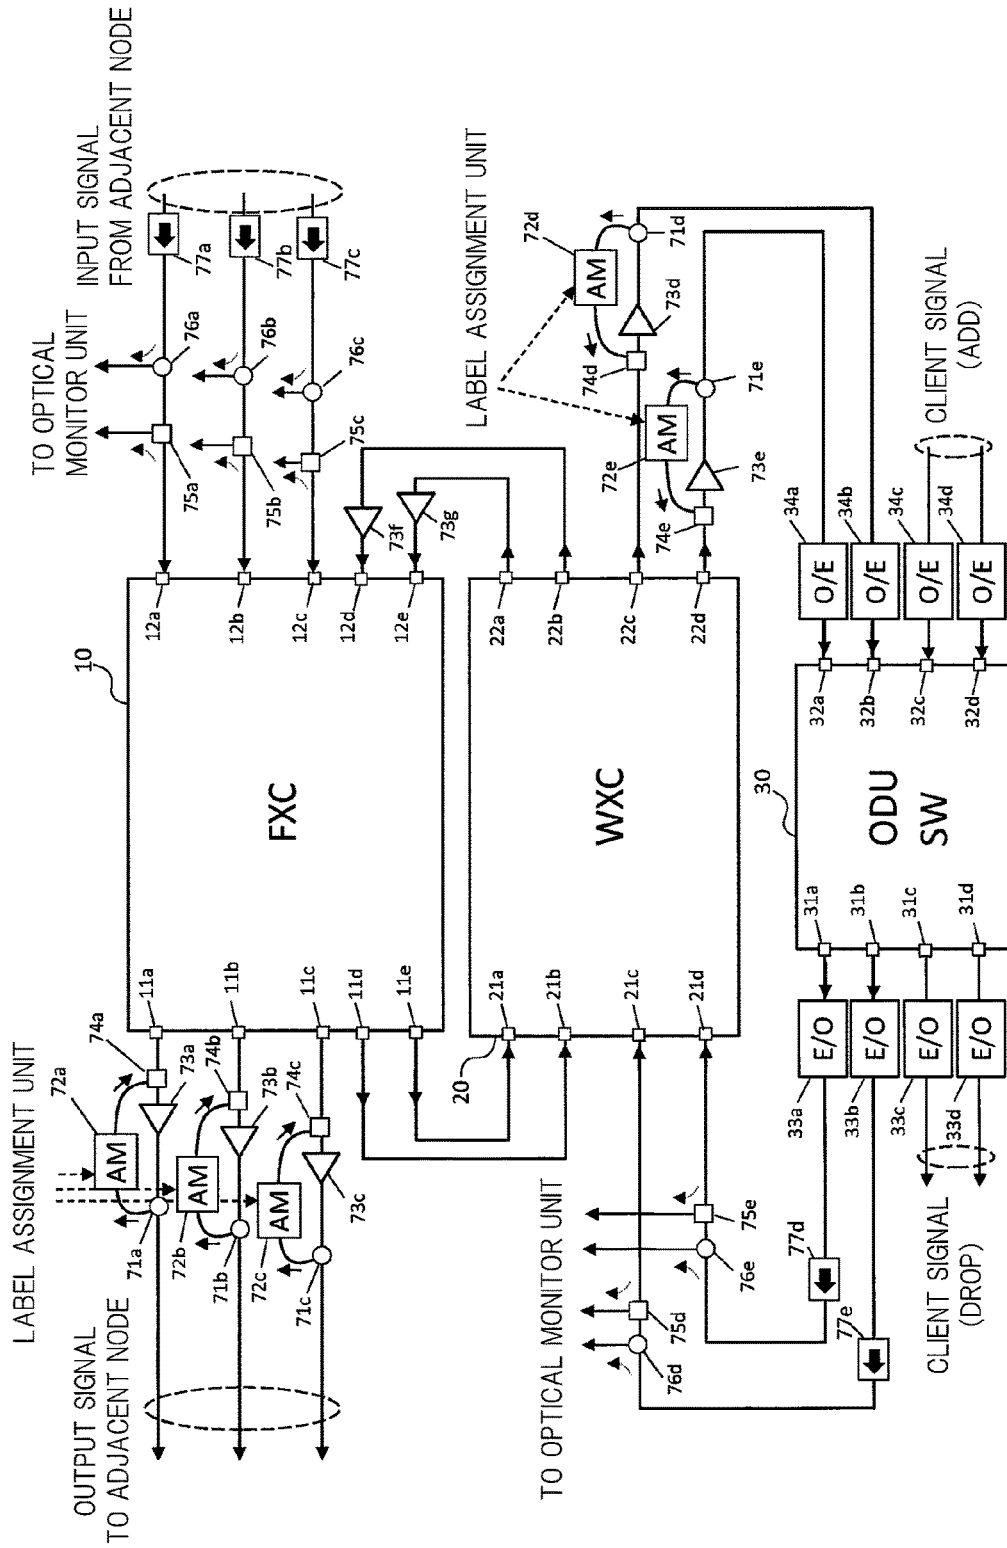 INPUT SIGNAL
FROM ADJACENT NODE
TO OPTICAL
MONITOR UNIT
77a
77b
77c
76a
76b
76c
75a
75b
75c
LABEL ASSIGNMENT UNIT
72d
AM
71d
73d
74d
72e
AM
71e
73e
74e
73f
73g
12a
12b
12c
12d
12e
22a
22b
22c
22d
CLIENT SIGNAL
(ADD)
34a
34b
34c
34d
O/E
O/E
O/E
O/E
32a
32b
32c
32d
10
FXC
WXC
20
30
ODU
SW
11a
11b
11c
11d
11e
21a
21b
21c
21d
31a
31b
31c
31d
E/O
E/O
E/O
E/O
33a
33b
33c
33d
LABEL ASSIGNMENT UNIT
72a
74a
AM
73a
71a
74b
AM
73b
72b
71b
74c
AM
73c
72c
71c
OUTPUT SIGNAL
TO ADJACENT NODE
TO OPTICAL MONITOR UNIT
75e
76e
75d
76d
77d
77e
CLIENT SIGNAL
(DROP)